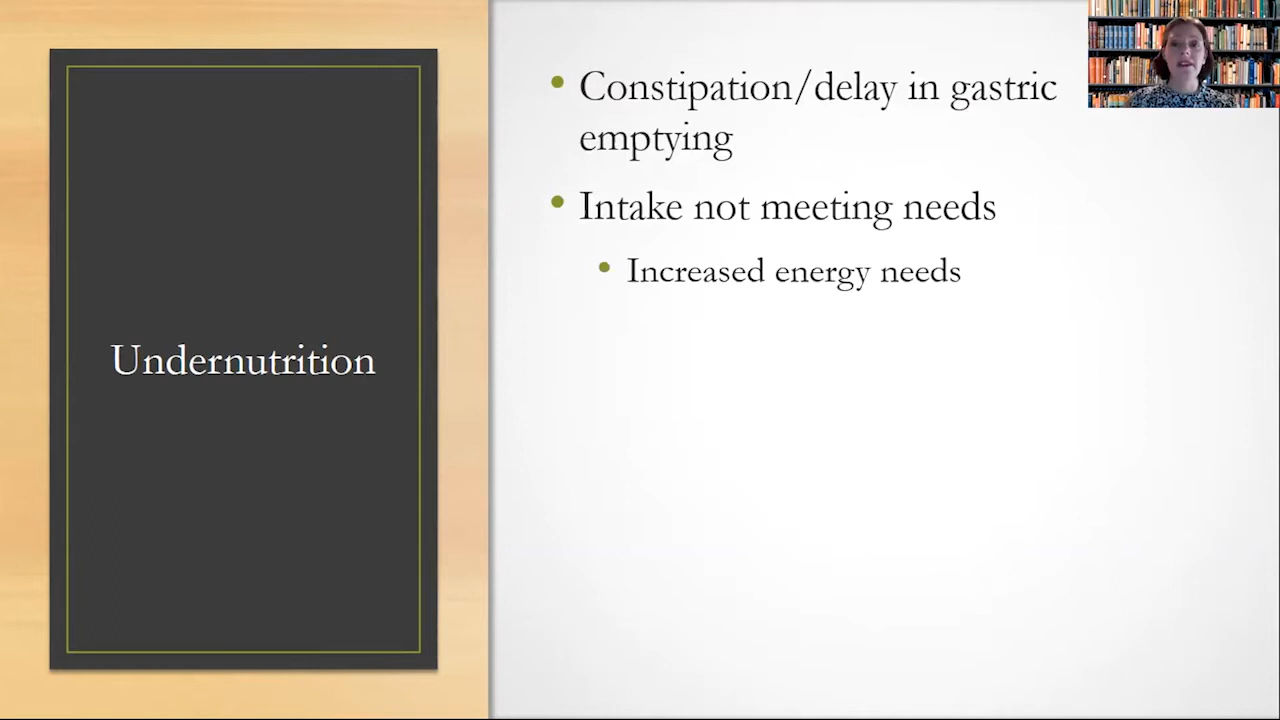 Undernutrition
• Constipation/delay in gastric
emptying
• Intake not meeting needs
• Increased energy needs